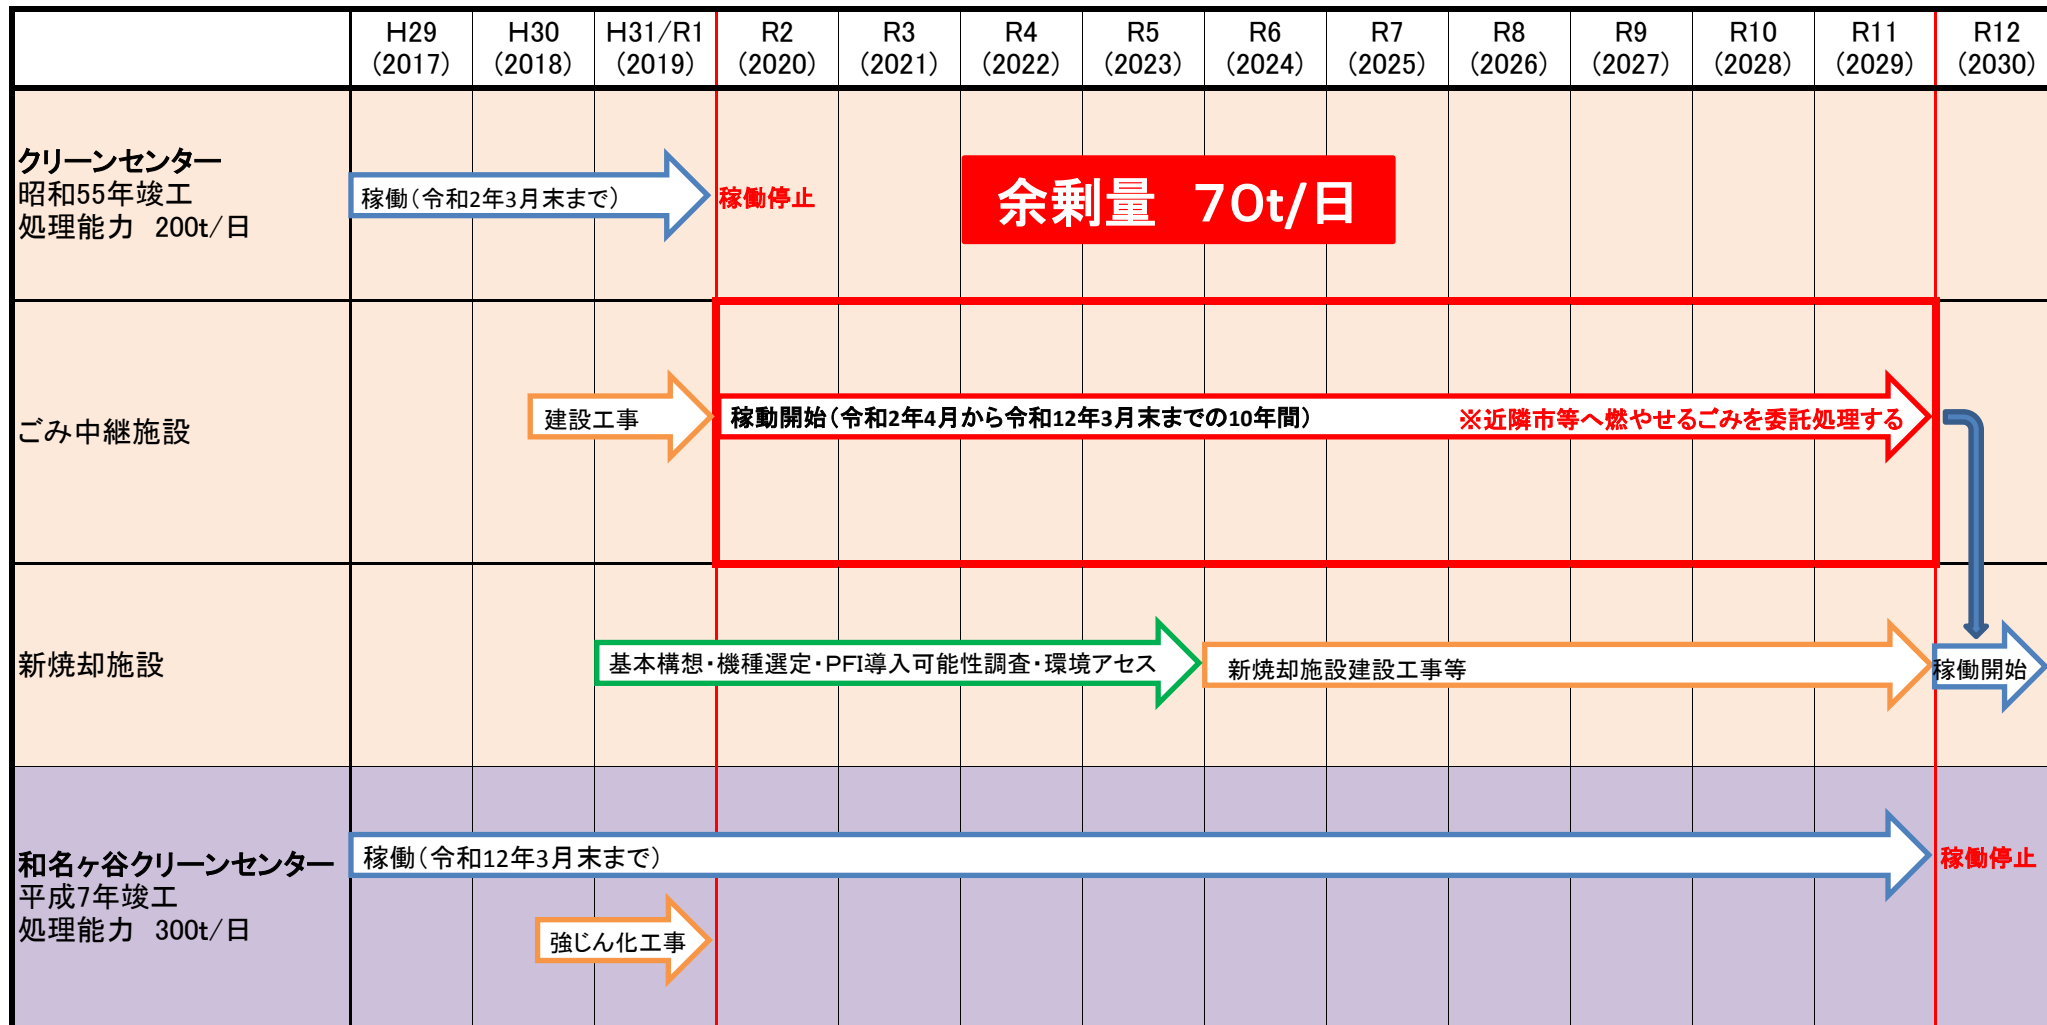 H29 H30 H31/R1 R2 R3 R4 R5 R6 R7 R8 R9 R10 R11 R12
(2017) (2018) (2019) (2020) (2021) (2022) (2023) (2024) (2025) (2026) (2027) (2028) (2029) (2030)
クリーンセンター
昭和55年竣工
処理能力　200t/日
稼働(令和2年3月末まで)
稼働停止
余剰量　70t/日
ごみ中継施設
建設工事
稼動開始(令和2年4月から令和12年3月末までの10年間)
※近隣市等へ燃やせるごみを委託処理する
新焼却施設
基本構想・機種選定・PFI導入可能性調査・環境アセス
新焼却施設建設工事等
稼働開始
和名ヶ谷クリーンセンター
平成7年竣工
処理能力　300t/日
稼働(令和12年3月末まで)
稼働停止
強じん化工事